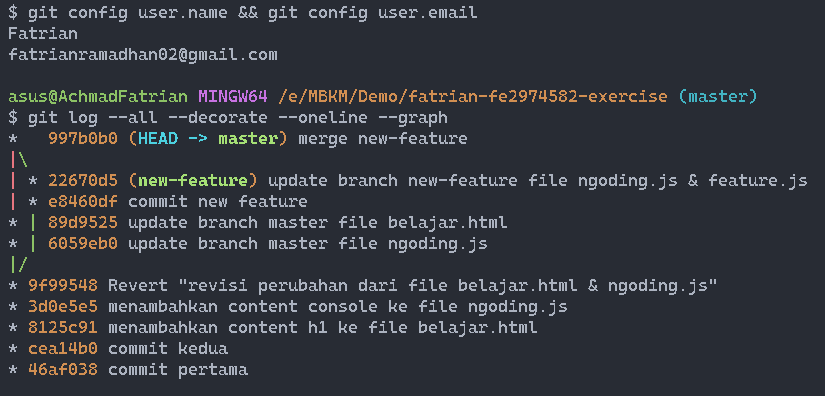 $ git config user.name && git config user.email
Fatrian
fatrianramadhan02@gmail.com
asus@AchmadFatrian MINGW64 /e/MBKM/Demo/fatrian-fe2974582-exercise (master)
$ git log --all --decorate --oneline --graph
*   997b0b0 (HEAD -> master) merge new-feature
|\
| * 22670d5 (new-feature) update branch new-feature file ngoding.js & feature.js
| * e8460df commit new feature
* | 89d9525 update branch master file belajar.html
* | 6059eb0 update branch master file ngoding.js
|/
* 9f99548 Revert "revisi perubahan dari file belajar.html & ngoding.js"
* 3d0e5e5 menambahkan content console ke file ngoding.js
* 8125c91 menambahkan content h1 ke file belajar.html
* cea14b0 commit kedua
* 46af038 commit pertama